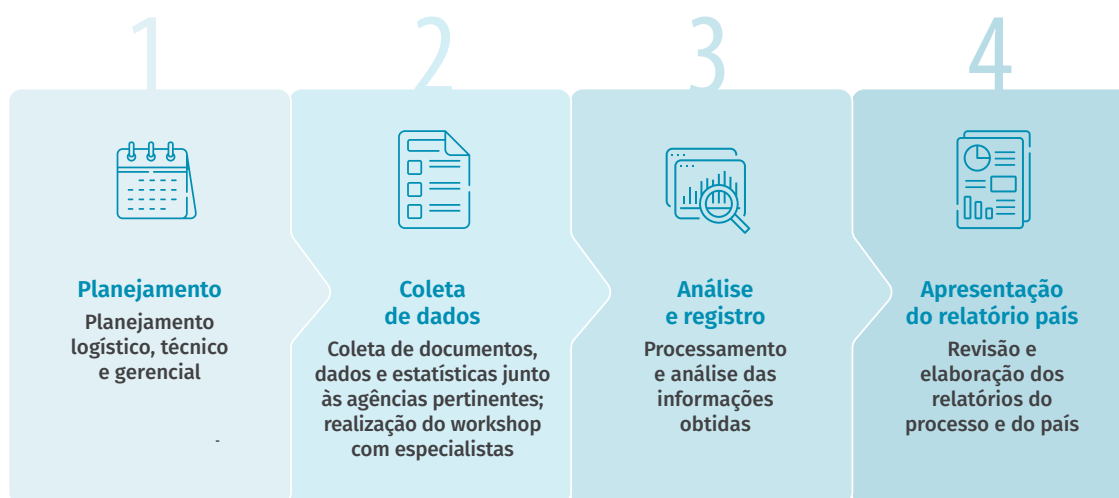 1
Planejamento
Planejamento
logístico, técnico
e gerencial
-
2
Coleta
de dados
Coleta de documentos,
dados e estatísticas junto
às agências pertinentes;
realização do workshop
com especialistas
3
Análise
e registro
Processamento
e análise das
informações
obtidas
4
Apresentação
do relatório país
Revisão e
elaboração dos
relatórios do
processo e do país